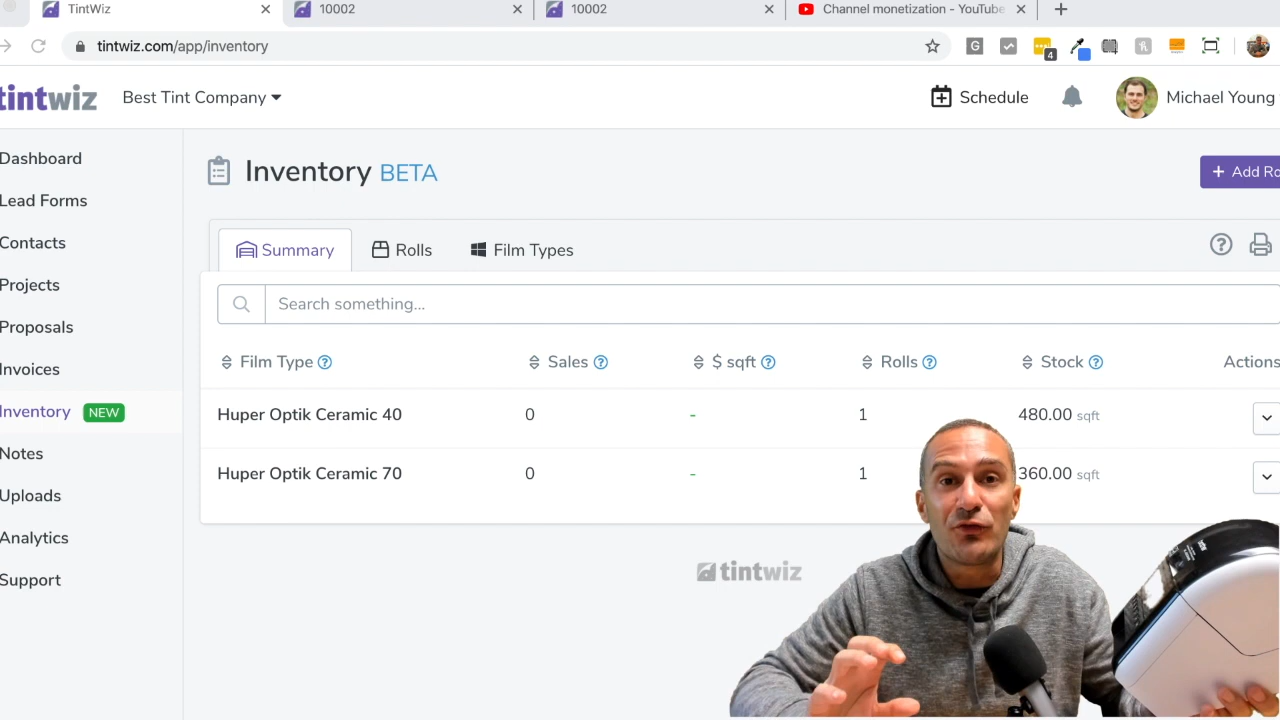 TintWiz
10002
10002
Channel monetization - YouTube
tintwiz.com/app/inventory
G
4
tintwiz
Best Tint Company
Schedule
Michael Young
Dashboard
Lead Forms
Contacts
Projects
Proposals
Invoices
Inventory NEW
Notes
Uploads
Analytics
Support
Inventory BETA
+ Add Ro
Summary
Rolls
Film Types
Search something...
Film Type Sales $ sqft Rolls Stock Actions
Huper Optik Ceramic 40 0 - 1 480.00 sqft
Huper Optik Ceramic 70 0 - 1 360.00 sqft
tintwiz